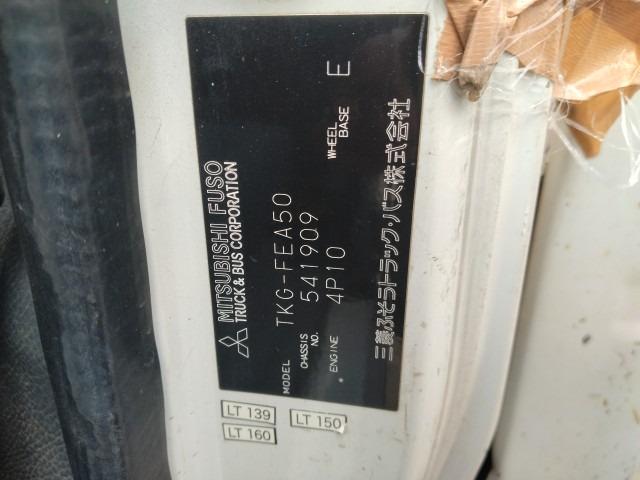 MITSUBISHI FUSO
TRUCK & BUS CORPORATION
MODEL TKG-FEA50
CHASSIS NO. 541909
ENGINE 4P10
WHEEL BASE E
三菱ふそうトラック・バス株式会社
LT 139
LT 160
LT 150